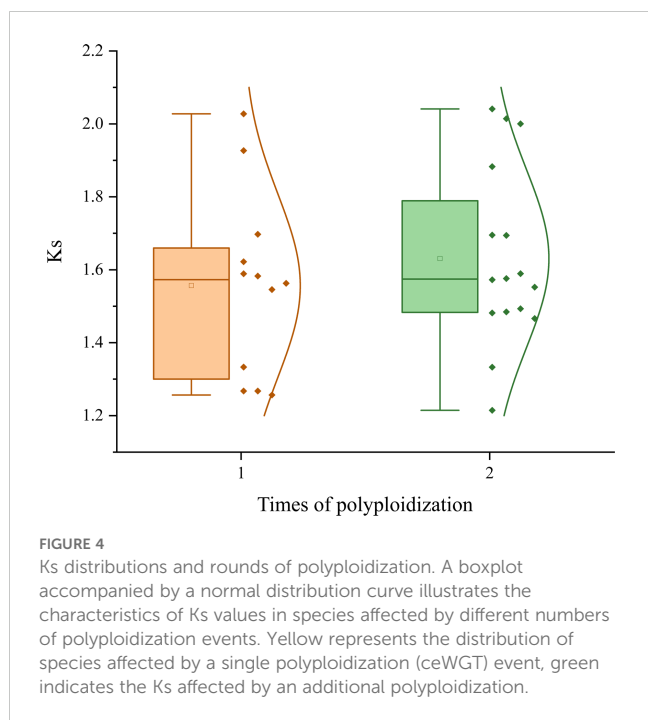 2.2
2.0
1.8
1.6
1.4
1.2
Ks
1
2
Times of polyploidization
FIGURE 4
Ks distributions and rounds of polyploidization. A boxplot
accompanied by a normal distribution curve illustrates the
characteristics of Ks values in species affected by different numbers
of polyploidization events. Yellow represents the distribution of
species affected by a single polyploidization (ceWGT) event, green
indicates the Ks affected by an additional polyploidization.